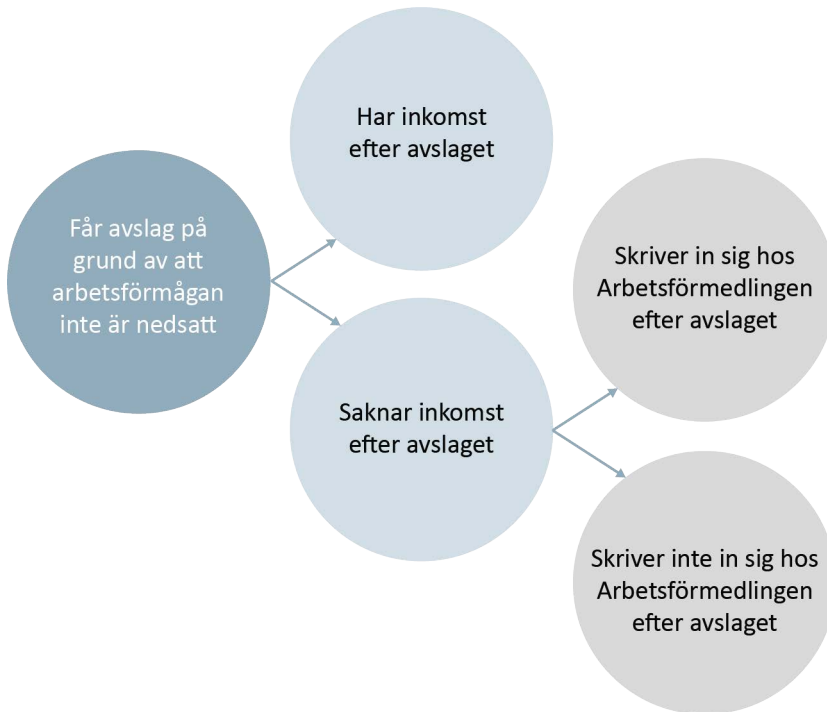 Får avslag på
grund av att
arbetsförmågan
inte är nedsatt
Har inkomst
efter avslaget
Saknar inkomst
efter avslaget
Skriver in sig hos
Arbetsförmedlingen
efter avslaget
Skriver inte in sig hos
Arbetsförmedlingen
efter avslaget